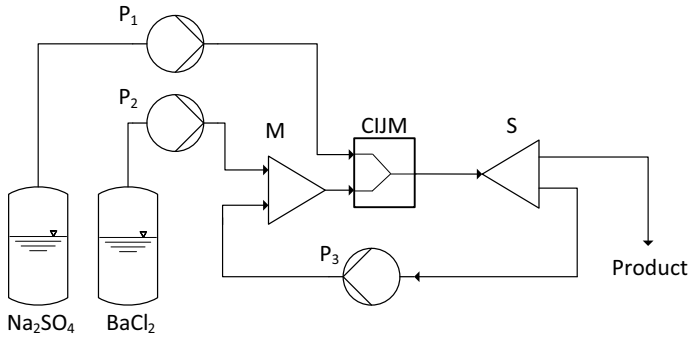 P₁
P₂
M
CIJM
S
P₃
Product
Na₂SO₄
BaCl₂